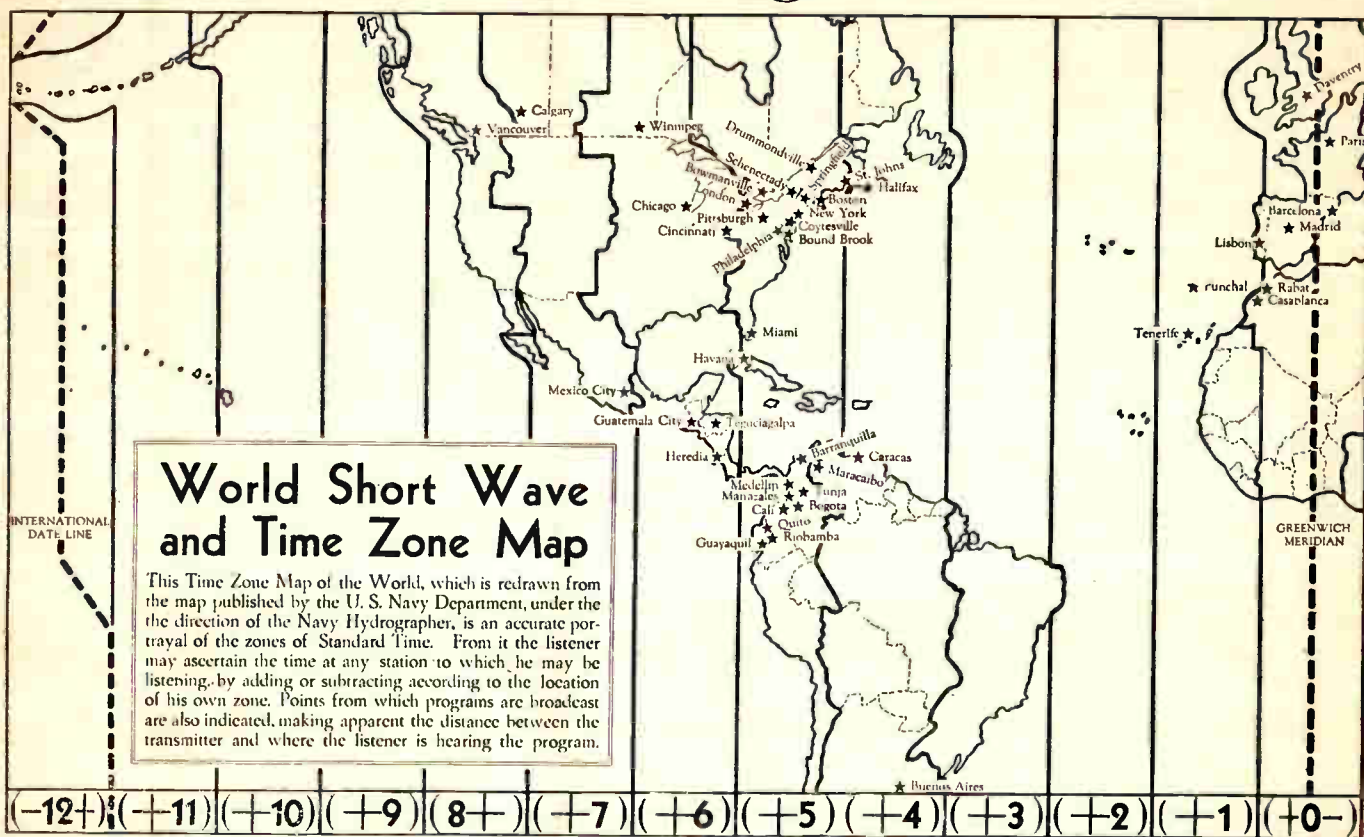 Calgary
Vancouver
Winnipeg
Drummondville
Schenectady
Springfield
St. Johns
Halifax
Bowmanville
London
Boston
Chicago
New York
Pittsburgh
Coytesville
Cincinnati
Bound Brook
Philadelphia
Miami
Havana
Mexico City
Guatemala City
Teguciagalpa
Heredia
Barranquilla
Caracas
Maracaibo
Medellin
Manazales
Tunja
Cali
Bogota
Quito
Riobamba
Guayaquil
Buenos Aires
Daventry
Paris
Barcelona
Madrid
Lisbon
Funchal
Rabat
Casablanca
Tenerife
INTERNATIONAL
DATE LINE
GREENWICH
MERIDIAN
World Short Wave
and Time Zone Map
This Time Zone Map of the World, which is redrawn from
the map published by the U. S. Navy Department, under the
the direction of the Navy Hydrographer, is an accurate por-
trayal of the zones of Standard Time. From it the listener
may ascertain the time at any station to which he may be
listening, by adding or subtracting according to the location
of his own zone. Points from which programs are broadcast
are also indicated, making apparent the distance between the
transmitter and where the listener is hearing the program.
(-12+)(+11)(+10)(+9)(8+)(+7)(+6)(+5)(+4)(+3)(+2)(+1)(+0-)